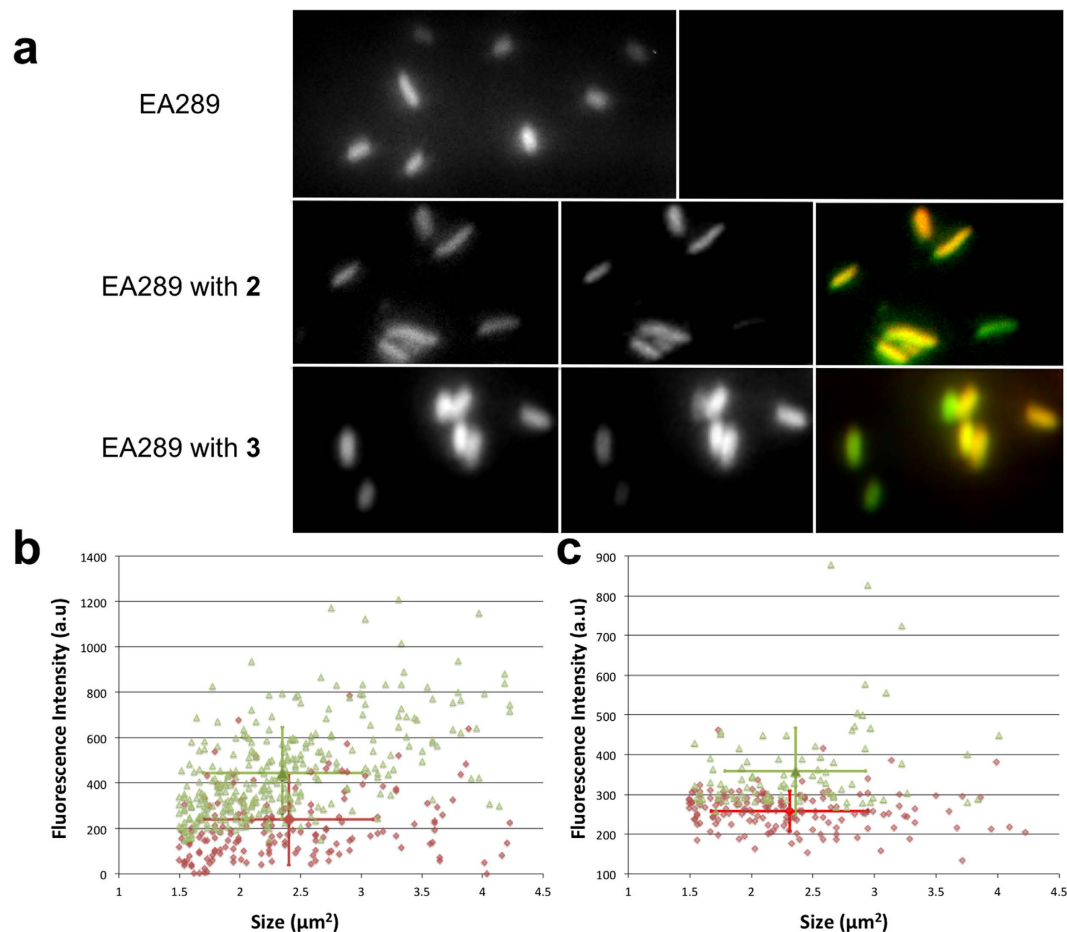 a
EA289
EA289 with 2
EA289 with 3
b
1400
1200
1000
800
600
400
200
0
Fluorescence Intensity (a.u)
1 1.5 2 2.5 3 3.5 4 4.5
Size (µm²)
c
900
800
700
600
500
400
300
200
100
Fluorescence Intensity (a.u)
1 1.5 2 2.5 3 3.5 4 4.5
Size (µm²)